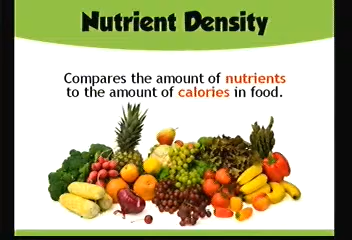 Nutrient Density
Compares the amount of nutrients
to the amount of calories in food.